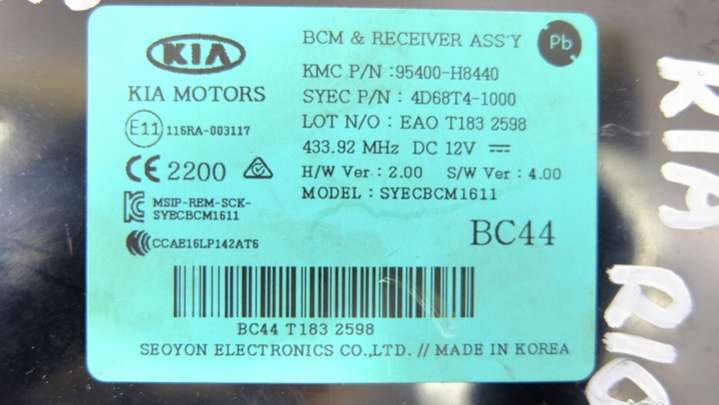 KIA
KIA MOTORS
E11 116RA-003117
CE 2200
MSIP-REM-SCK-
SYBCBCM1611
CCAE16LP142AT6
BCM & RECEIVER ASS'Y
Pb
KMC P/N :95400-H8440
SYEC P/N : 4D68T4-1000
LOT N/O : EAO T183 2598
433.92 MHz DC 12V
H/W Ver : 2.00 S/W Ver : 4.00
MODEL : SYECBCM1611
BC44
BC44 T183 2598
SEOYON ELECTRONICS CO.,LTD. // MADE IN KOREA
KIA RIO